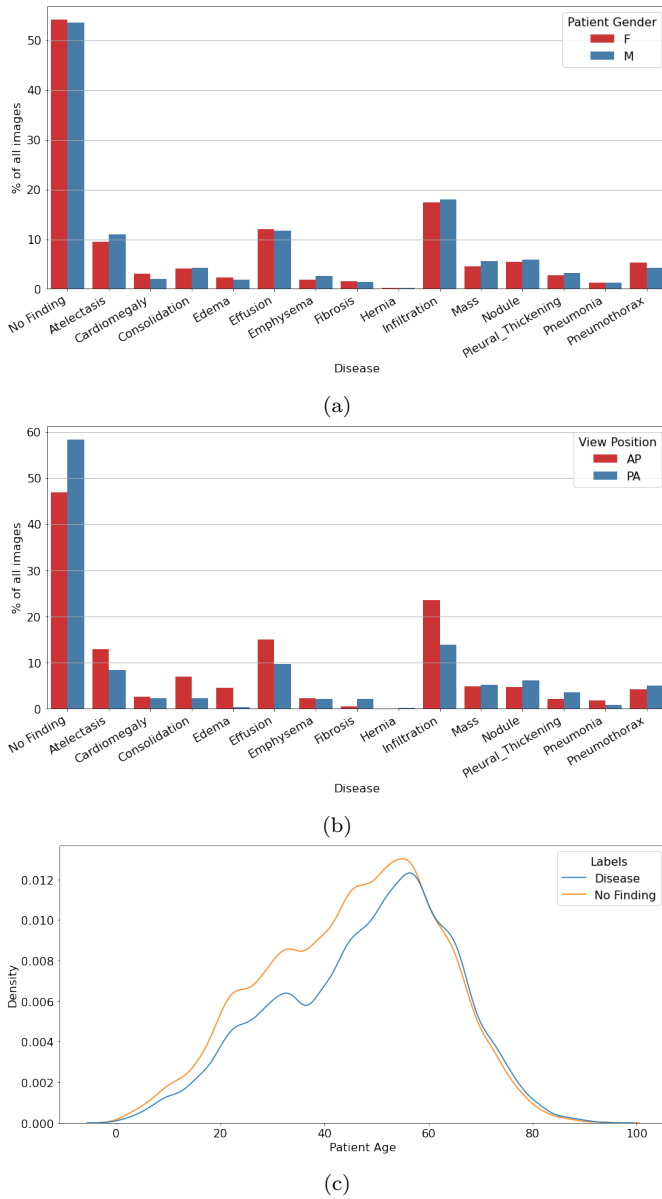 Patient Gender
F
M
50
40
30
20
10
0
% of all images
No Finding
Atelectasis
Cardiomegaly
Consolidation
Edema
Effusion
Emphysema
Fibrosis
Hernia
Infiltration
Mass
Nodule
Pleural_Thickening
Pneumonia
Pneumothorax
Disease
(a)
View Position
AP
PA
60
50
40
30
20
10
0
% of all images
No Finding
Atelectasis
Cardiomegaly
Consolidation
Edema
Effusion
Emphysema
Fibrosis
Hernia
Infiltration
Mass
Nodule
Pleural_Thickening
Pneumonia
Pneumothorax
Disease
(b)
Labels
Disease
No Finding
0.012
0.010
0.008
0.006
0.004
0.002
0.000
Density
0 20 40 60 80 100
Patient Age
(c)